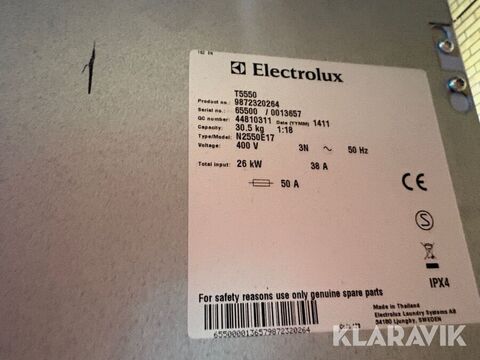 Electrolux
T5550
Product no.: 9872320264
Serial no.: 65500 / 0013657
QC number: 44810311 Date (YYMM) 1411
Capacity: 30.5 kg 1:18
Type/Model: N2550E17
Voltage: 400 V 3N ~ 50 Hz
Total input: 26 kW 38 A
50 A
CE
S
IPX4
For safety reasons use only genuine spare parts
Made in Thailand
Electrolux Laundry Systems AB
34180 Ljungby, SWEDEN
6550000136579872320264
KLARAVIK